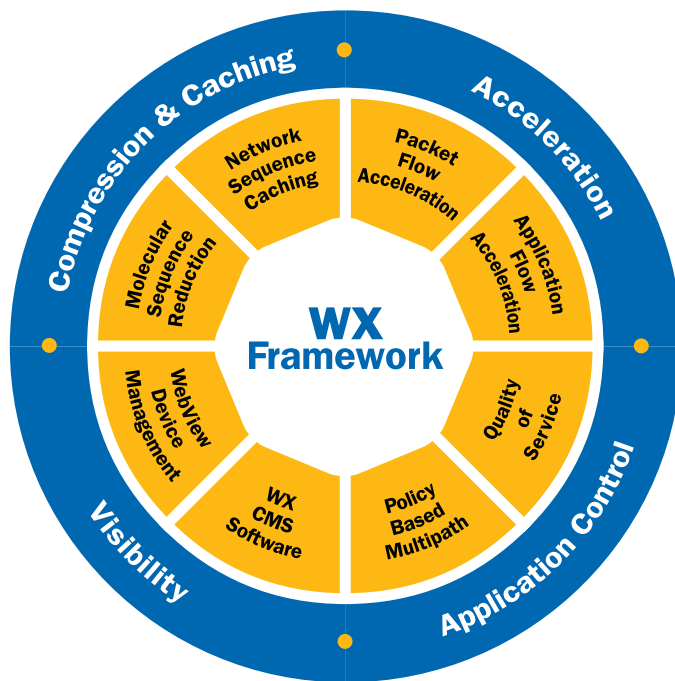 Compression & Caching
Acceleration
Network
Sequence
Caching
Packet
Flow
Acceleration
Molecular
Sequence
Reduction
Application
Flow
Acceleration
WX
Framework
WebView
Device
Management
Quality
of
Service
WX
CMS
Software
Policy
Based
Multipath
Visibility
Application Control